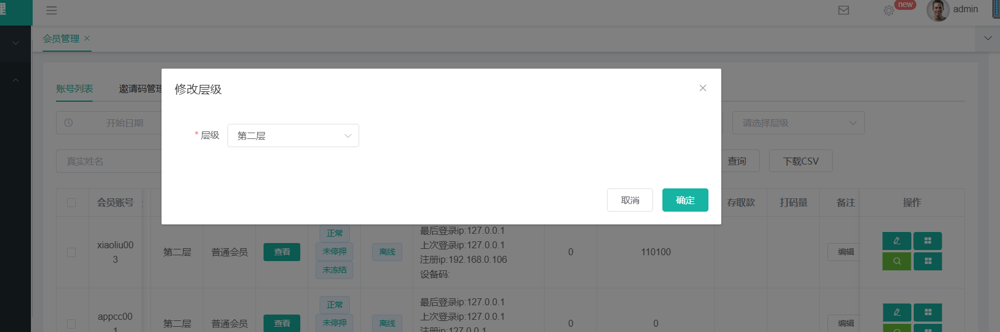 理
new
admin
会员管理
账号列表
邀请码管理
修改层级
开始日期
* 层级
第二层
请选择层级
真实姓名
查询
下载CSV
取消
确定
会员账号
存取款
打码量
备注
操作
xiaoliu00
3
第二层
普通会员
查看
正常
未停押
未冻结
离线
最后登录ip:127.0.0.1
上次登录ip:127.0.0.1
注册ip:192.168.0.106
设备码:
0
110100
编辑
appcc00
1
第二层
普通会员
查看
正常
未停押
离线
最后登录ip:127.0.0.1
上次登录ip:127.0.0.1
注册ip:127.0.0.1
0
0
编辑